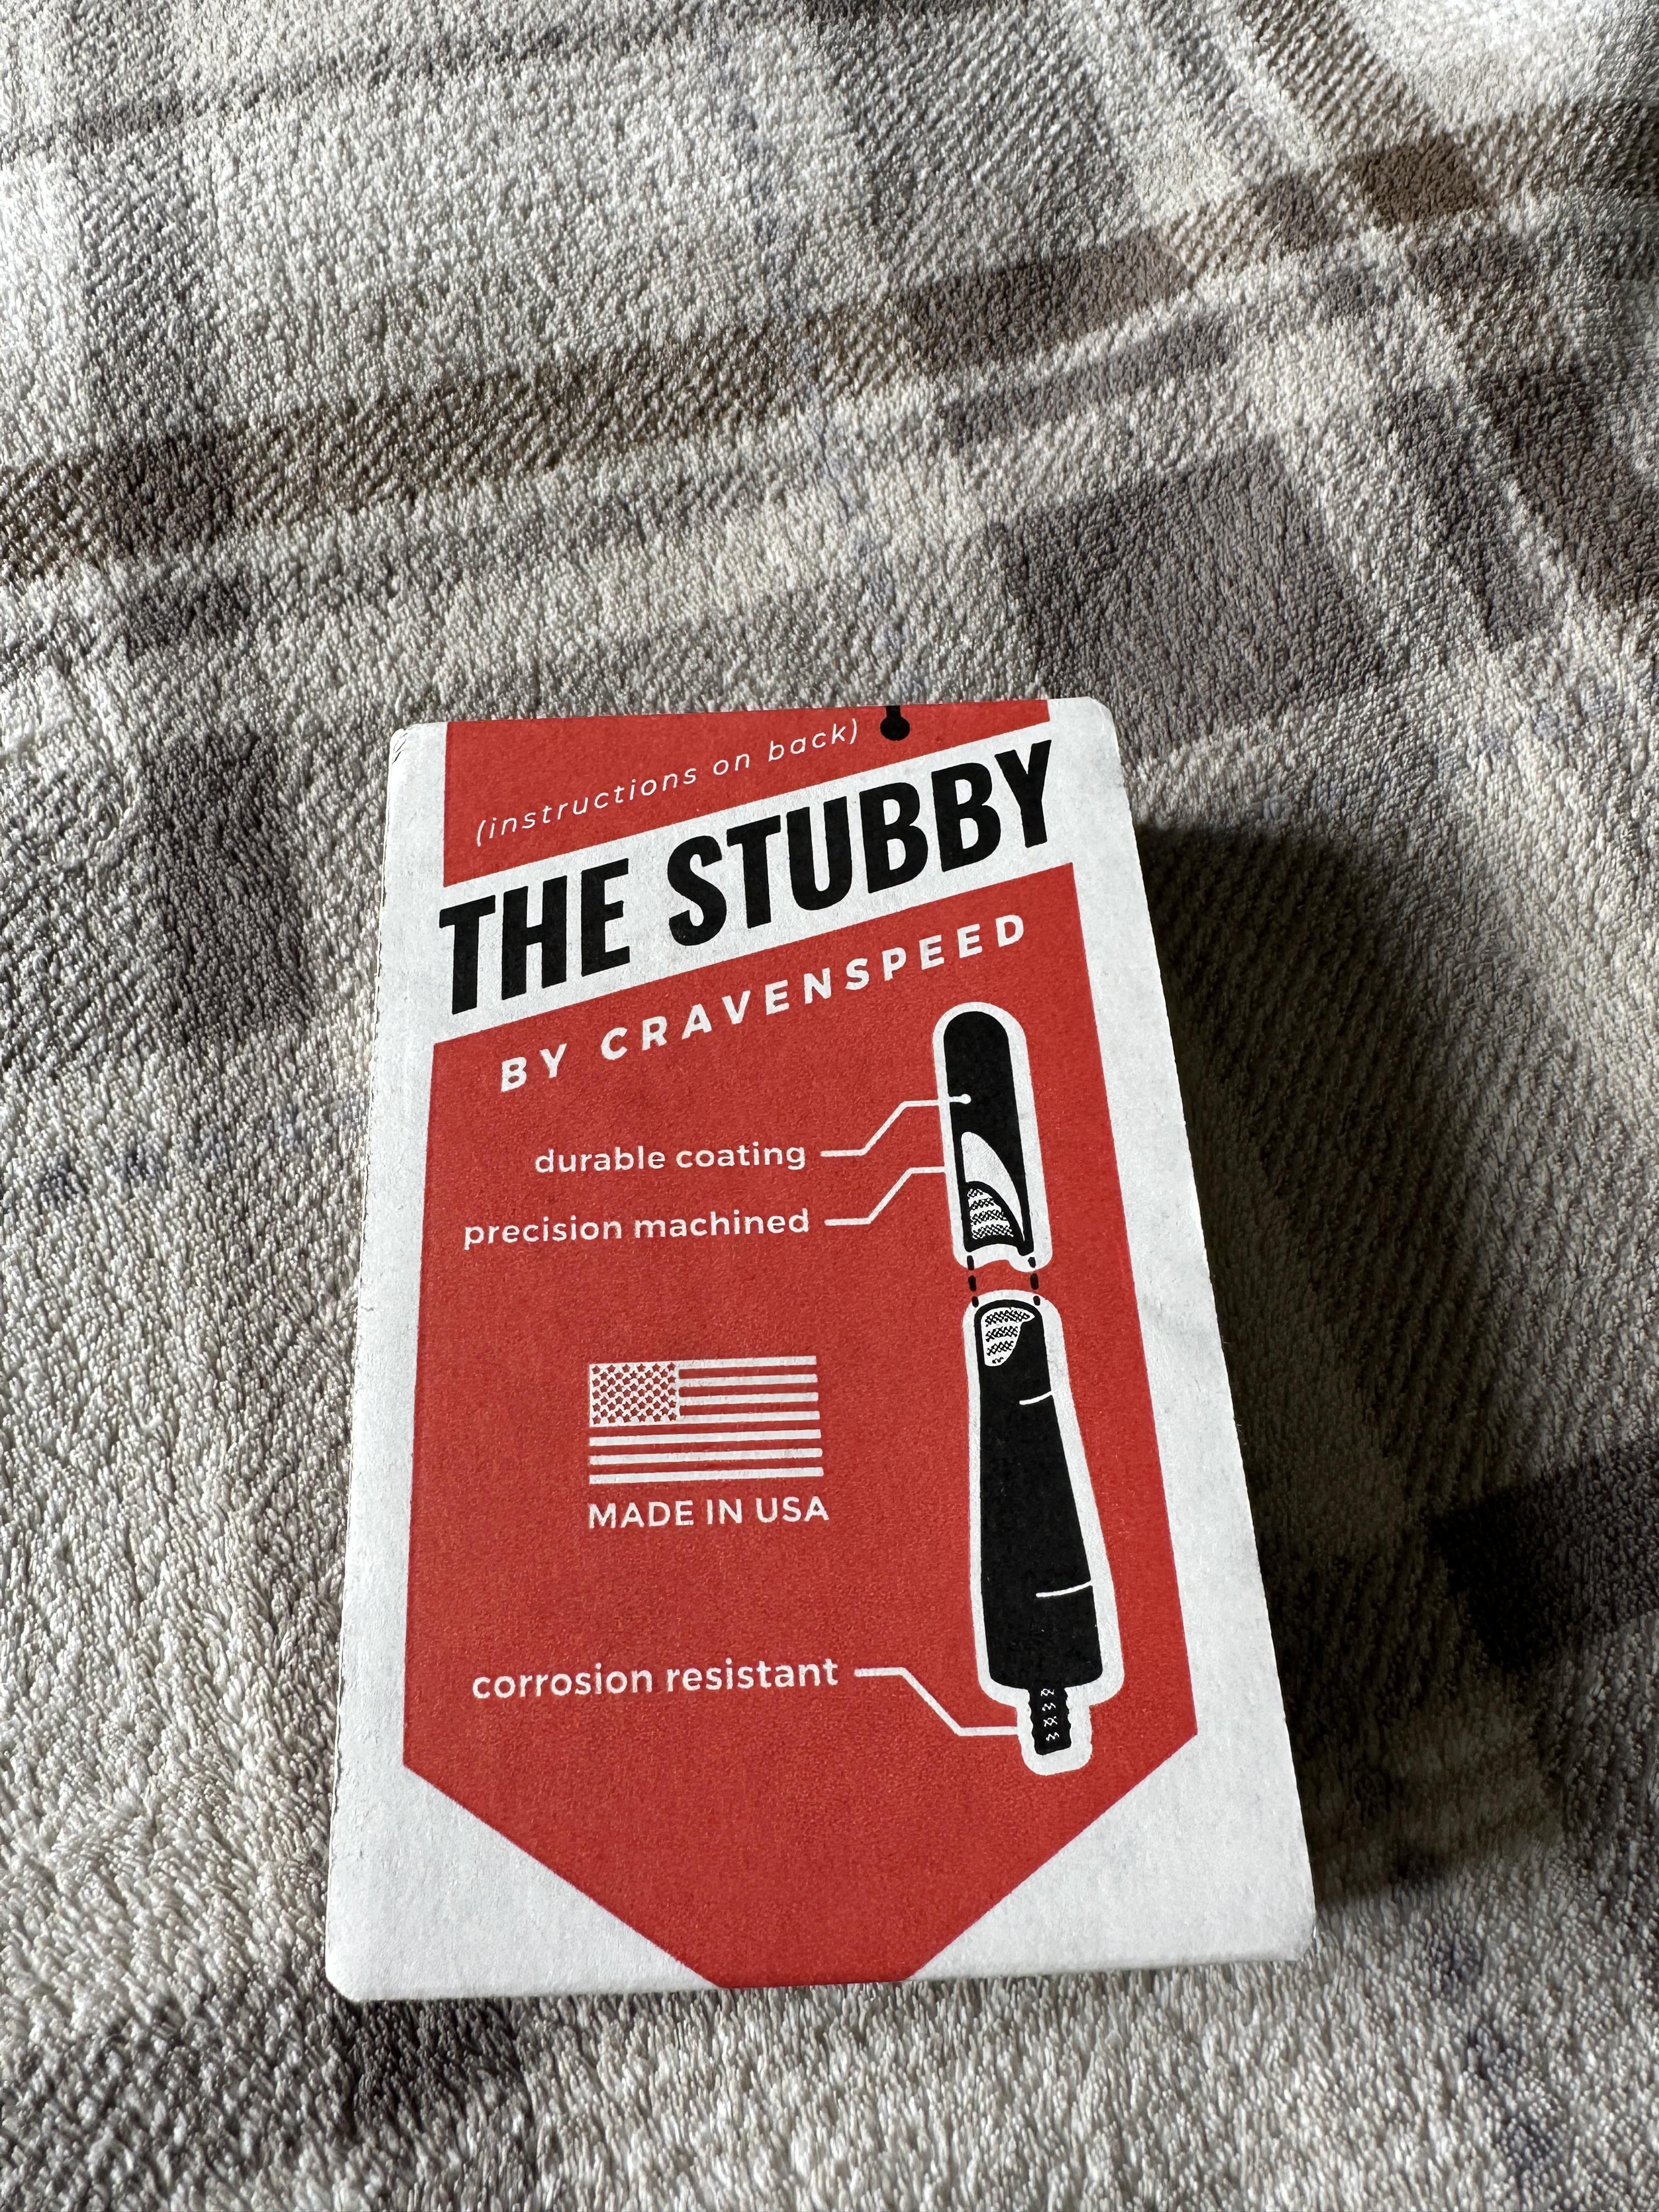 (instructions on back)
THE STUBBY
BY CRAVENSPEED
durable coating
precision machined
MADE IN USA
corrosion resistant